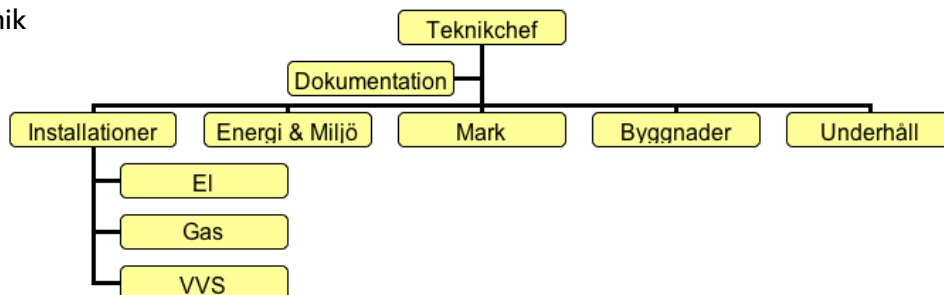 nik
Teknikchef
Dokumentation
Installationer
Energi & Miljö
Mark
Byggnader
Underhåll
El
Gas
VVS